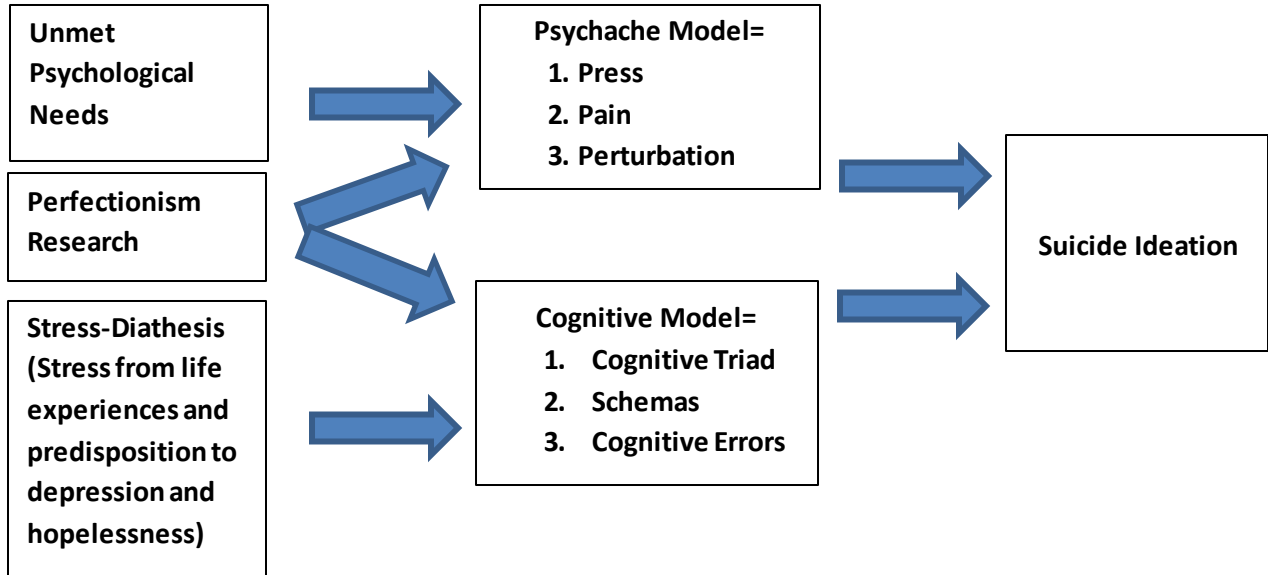 Unmet
Psychological
Needs
Perfectionism
Research
Stress-Diathesis
(Stress from life
experiences and
predisposition to
depression and
hopelessness)
Psychache Model=
1. Press
2. Pain
3. Perturbation
Cognitive Model=
1. Cognitive Triad
2. Schemas
3. Cognitive Errors
Suicide Ideation